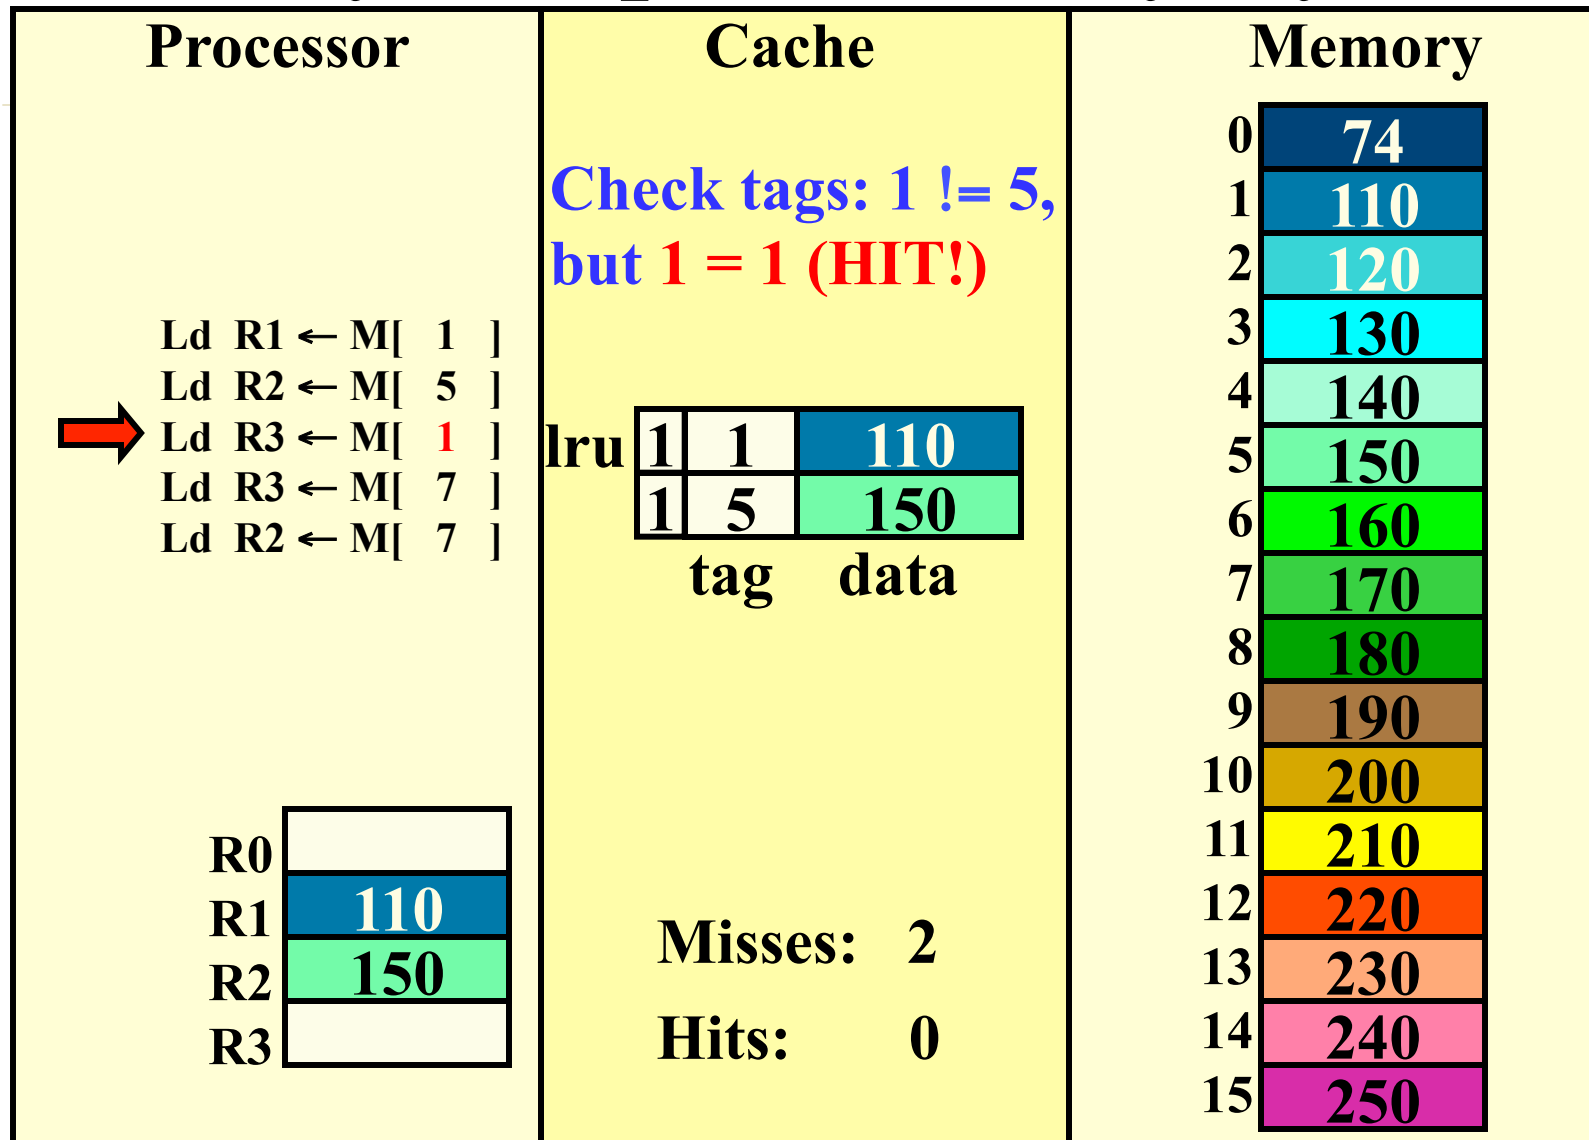 Processor
Ld R1 ← M[ 1 ]
Ld R2 ← M[ 5 ]
Ld R3 ← M[ 1 ]
Ld R3 ← M[ 7 ]
Ld R2 ← M[ 7 ]
R0
R1 110
R2 150
R3
Cache
Check tags: 1 != 5,
but 1 = 1 (HIT!)
lru 1 1 110
1 5 150
tag data
Misses: 2
Hits: 0
Memory
0 74
1 110
2 120
3 130
4 140
5 150
6 160
7 170
8 180
9 190
10 200
11 210
12 220
13 230
14 240
15 250